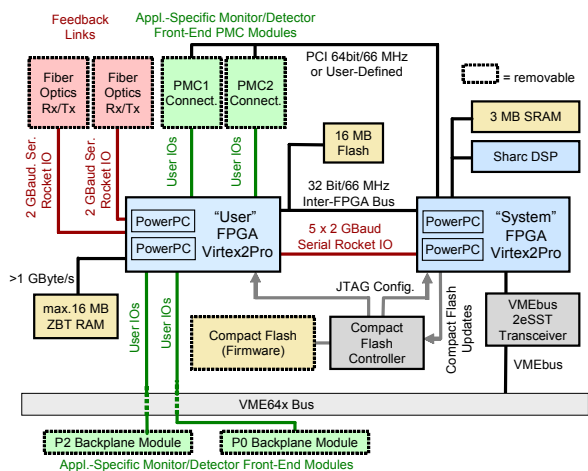 Feedback
Links
Appl.-Specific Monitor/Detector
Front-End PMC Modules
Fiber
Optics
Rx/Tx
Fiber
Optics
Rx/Tx
PMC1
Connect.
PMC2
Connect.
PCI 64bit/66 MHz
or User-Defined
= removable
3 MB SRAM
16 MB
Flash
Sharc DSP
2 GBaud. Ser.
Rocket IO
2 GBaud Ser.
Rocket IO
User IOs
User IOs
32 Bit/66 MHz
Inter-FPGA Bus
PowerPC
PowerPC
"User"
FPGA
Virtex2Pro
5 x 2 GBaud
Serial Rocket IO
PowerPC
PowerPC
"System"
FPGA
Virtex2Pro
>1 GByte/s
JTAG Config.
max.16 MB
ZBT RAM
User IOs
User IOs
Compact Flash
(Firmware)
Compact
Flash
Controller
Compact Flash
Updates
VMEbus
2eSST
Transceiver
VMEbus
VME64x Bus
P2 Backplane Module
P0 Backplane Module
Appl.-Specific Monitor/Detector Front-End Modules